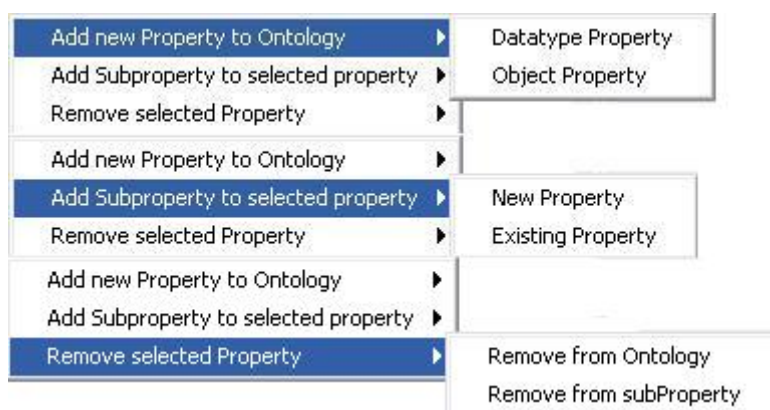 Add new Property to Ontology
Datatype Property
Add Subproperty to selected property
Object Property
Remove selected Property
Add new Property to Ontology
Add Subproperty to selected property
New Property
Remove selected Property
Existing Property
Add new Property to Ontology
Add Subproperty to selected property
Remove selected Property
Remove from Ontology
Remove from subProperty